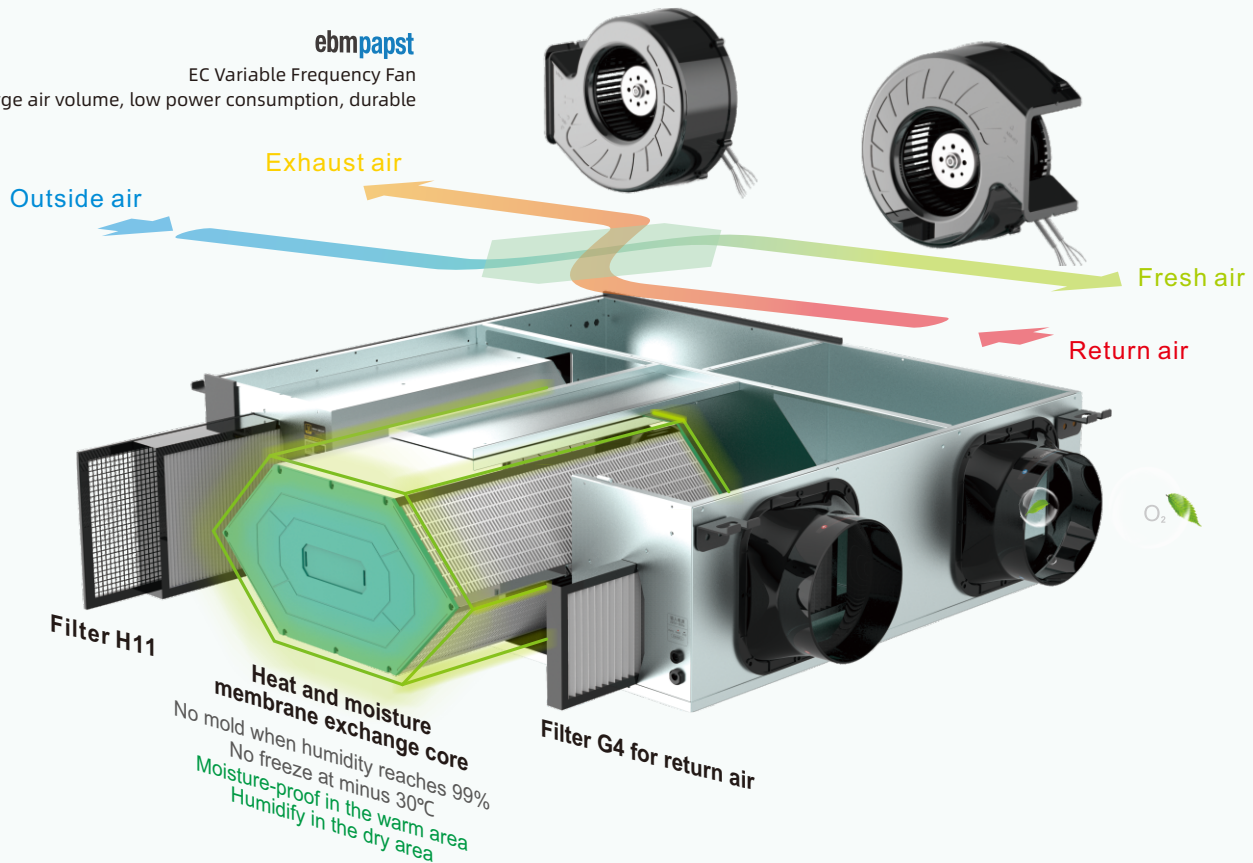 ebmpapst
EC Variable Frequency Fan
ge air volume, low power consumption, durable
Exhaust air
Outside air
Fresh air
Return air
O₂
Filter H11
Heat and moisture
membrane exchange core
No mold when humidity reaches 99%
No freeze at minus 30℃
Moisture-proof in the warm area
Humidify in the dry area
Filter G4 for return air